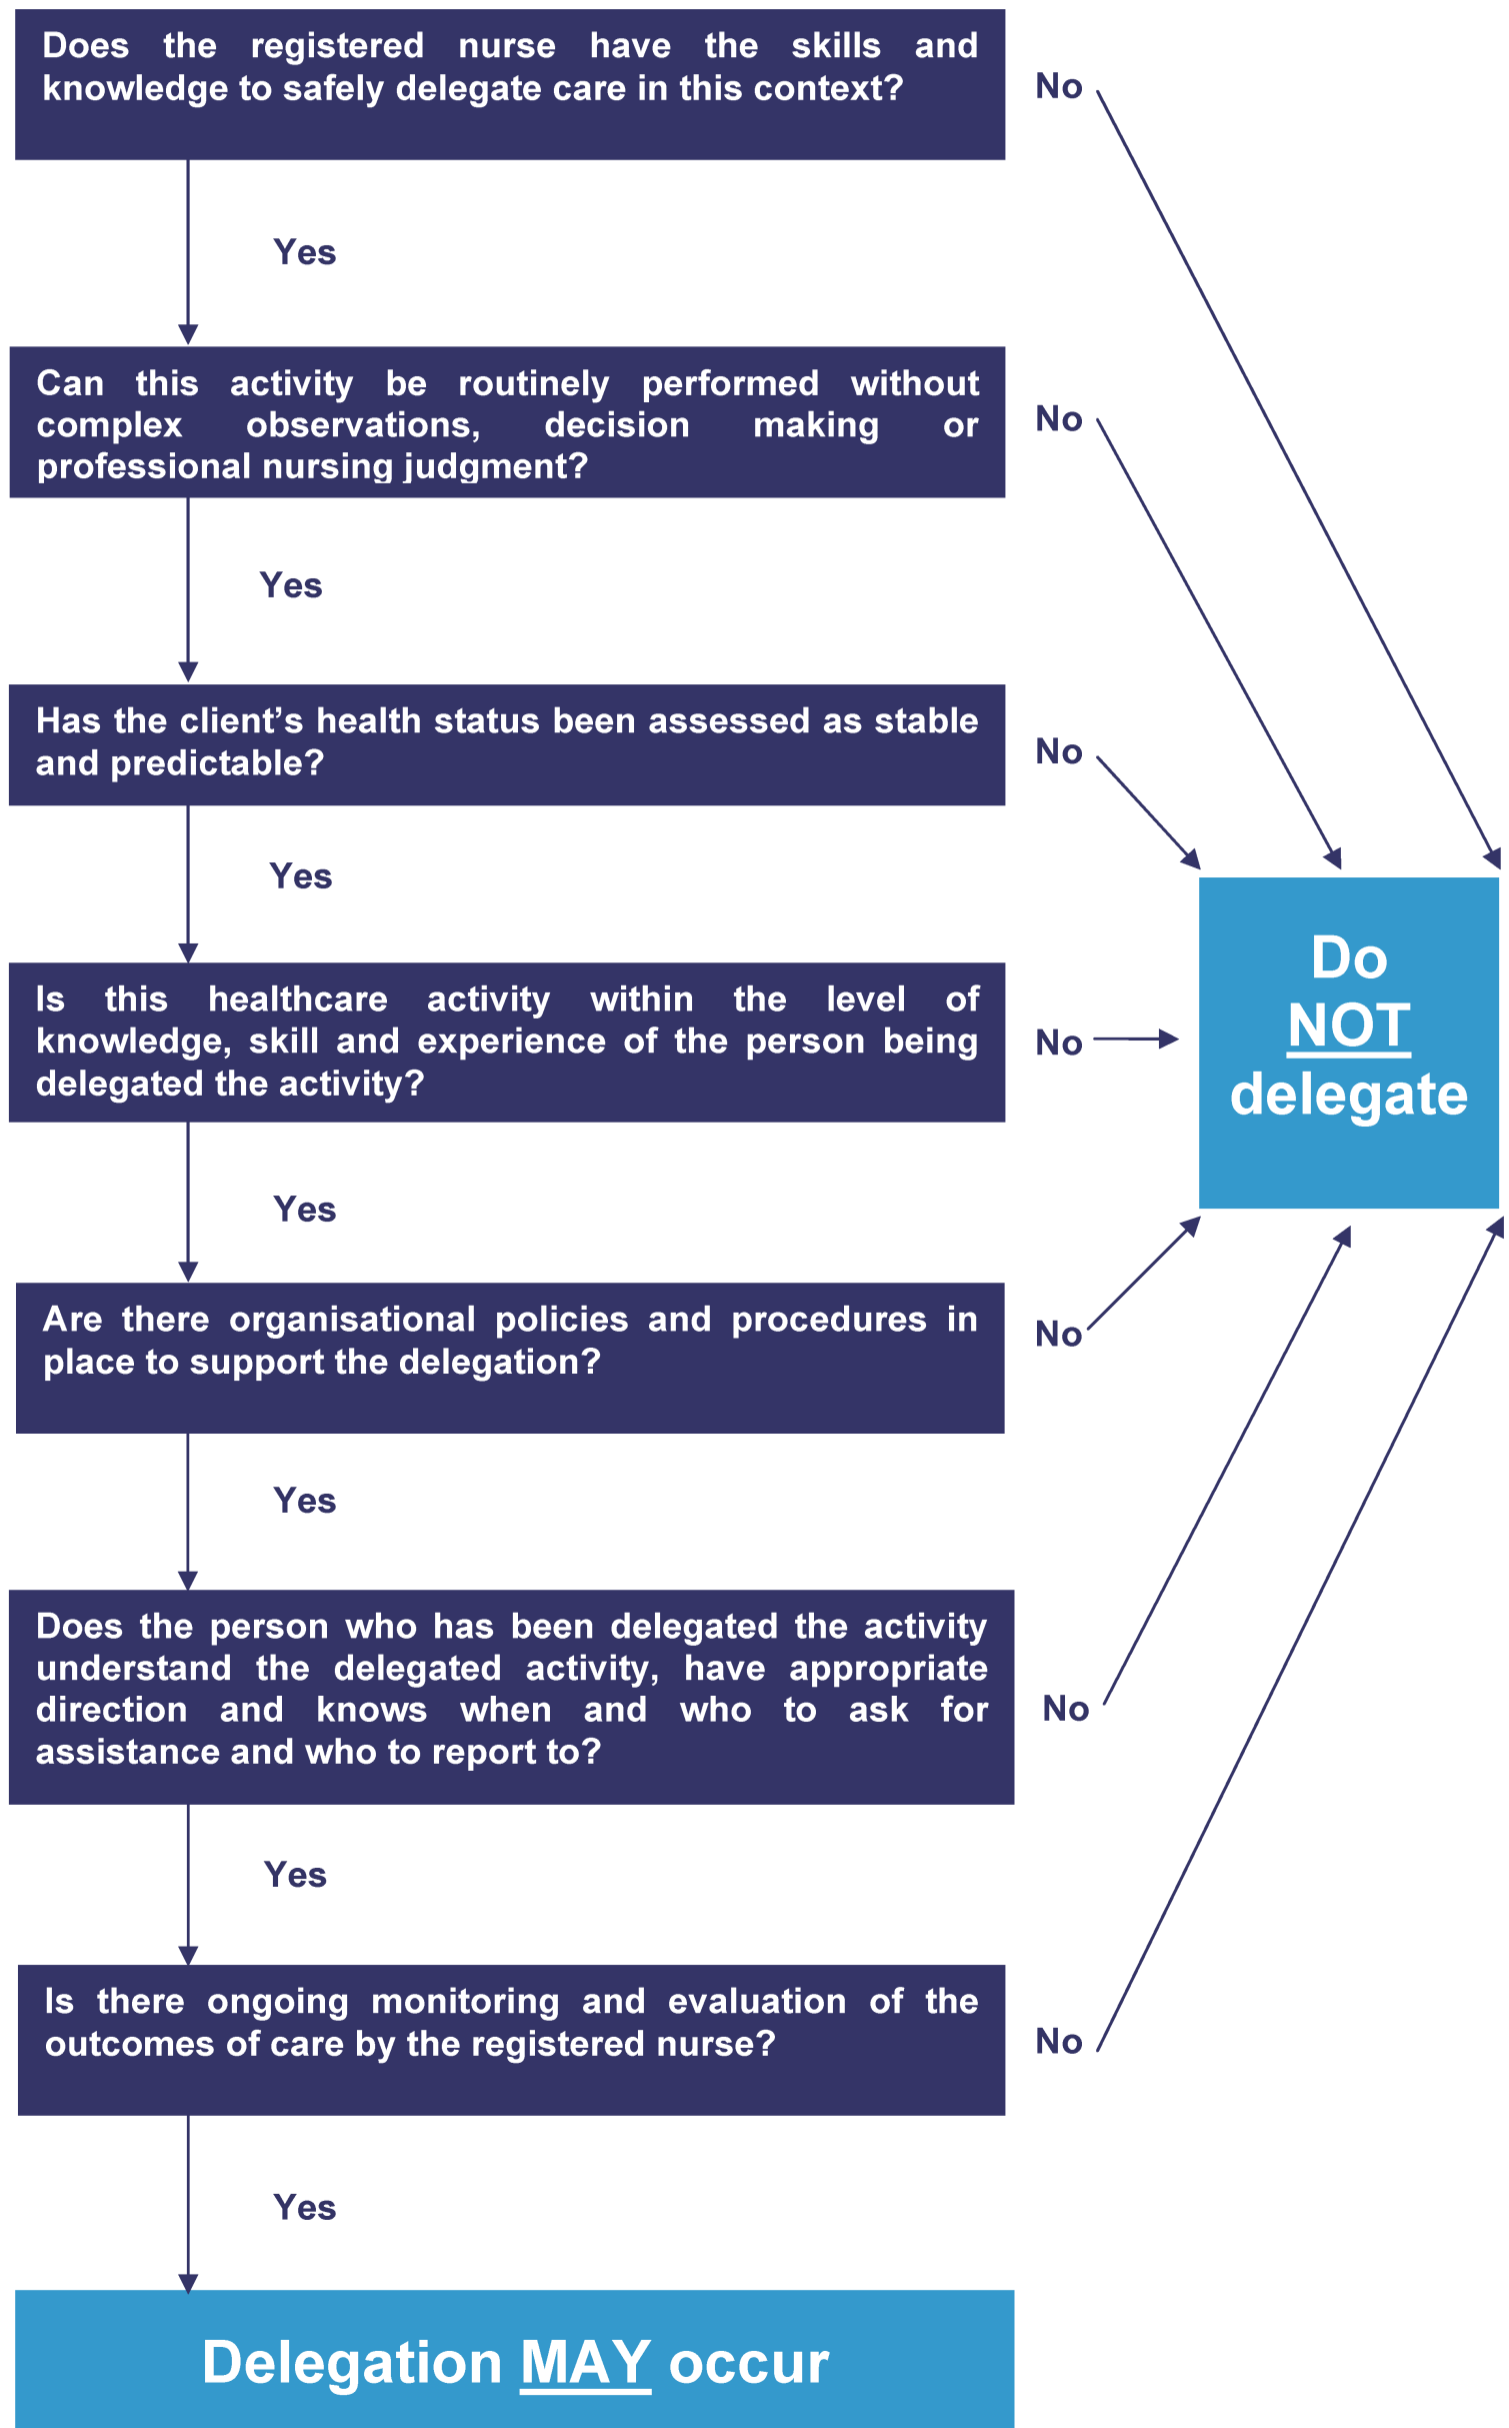 Does the registered nurse have the skills and
knowledge to safely delegate care in this context?
No
Yes
Can this activity be routinely performed without
complex observations, decision making or
professional nursing judgment?
No
Yes
Has the client's health status been assessed as stable
and predictable?
No
Yes
Do
NOT
delegate
Is this healthcare activity within the level of
knowledge, skill and experience of the person being
delegated the activity?
No
Yes
Are there organisational policies and procedures in
place to support the delegation?
No
Yes
Does the person who has been delegated the activity
understand the delegated activity, have appropriate
direction and knows when and who to ask for
assistance and who to report to?
No
Yes
Is there ongoing monitoring and evaluation of the
outcomes of care by the registered nurse?
No
Yes
Delegation MAY occur